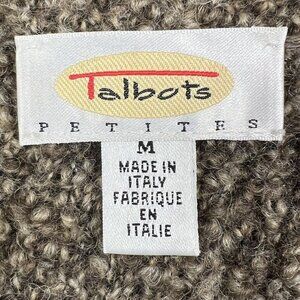 Talbots
PETITES
M
MADE IN
ITALY
FABRIQUE
EN
ITALIE